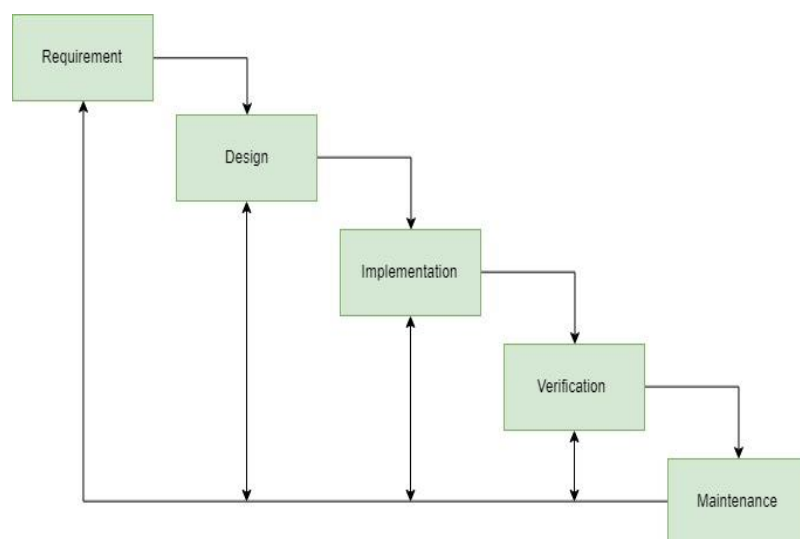 Requirement
Design
Implementation
Verification
Maintenance